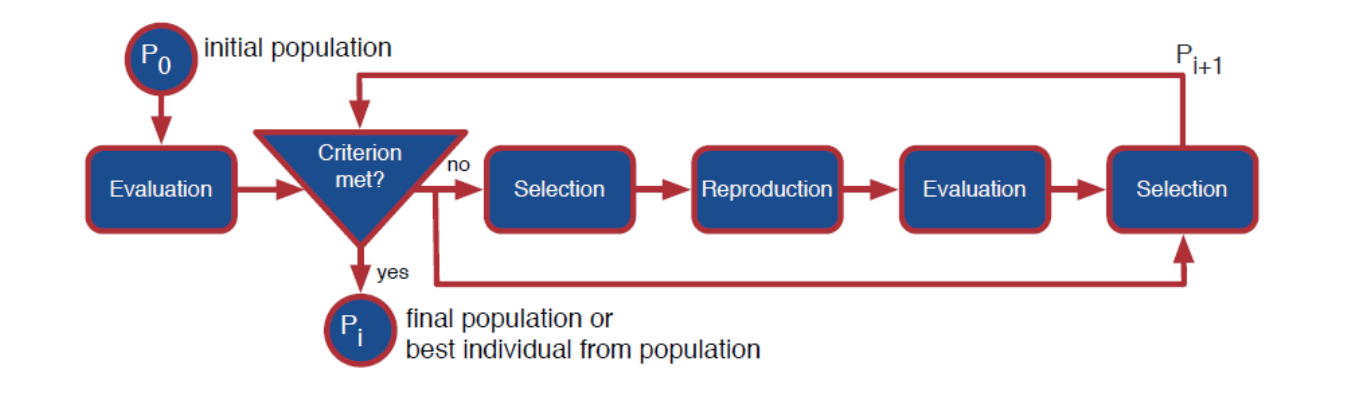 P0
initial population
Pi+1
Evaluation
Criterion
met?
no
Selection
Reproduction
Evaluation
Selection
yes
Pi
final population or
best individual from population